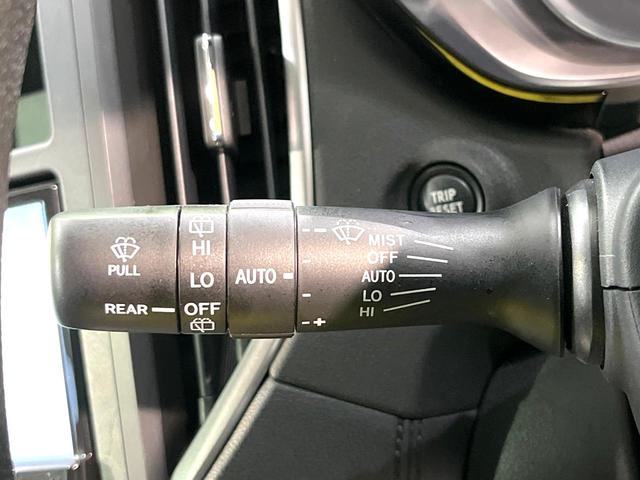 TRIP
RESET
PULL
REAR
HI
LO
OFF
AUTO
- +
MIST
OFF
AUTO
LO
HI